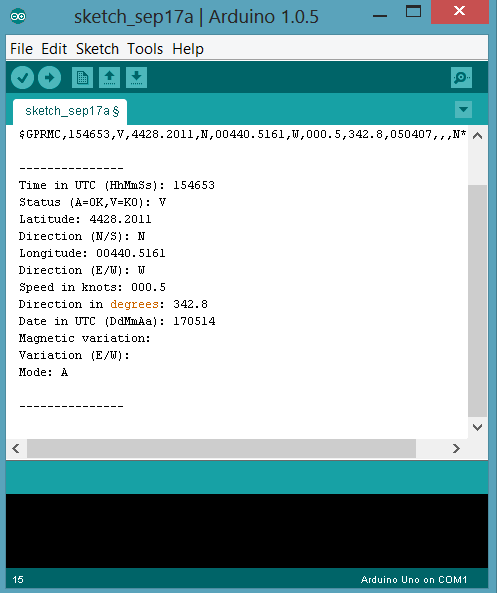 sketch_sep17a | Arduino 1.0.5
File Edit Sketch Tools Help
sketch_sep17a §
$GPRMC,154653,V,4428.2011,N,00440.5161,W,000.5,342.8,050407,,,N*
---------------
Time in UTC (HhMmSs): 154653
Status (A=OK,V=KO): V
Latitude: 4428.2011
Direction (N/S): N
Longitude: 00440.5161
Direction (E/W): W
Speed in knots: 000.5
Direction in degrees: 342.8
Date in UTC (DdMmAa): 170514
Magnetic variation:
Variation (E/W):
Mode: A
---------------
15 Arduino Uno on COM1